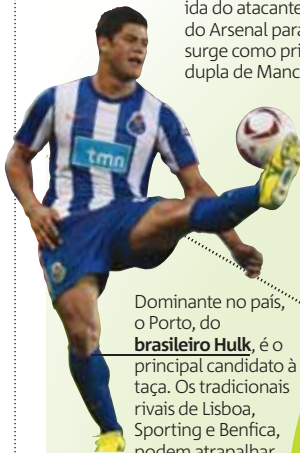 ida do atacante
do Arsenal para
surge como pri
dupla de Manc
tmn
Dominante no país,
o Porto, do
brasileiro Hulk, é o
principal candidato à
taça. Os tradicionais
rivais de Lisboa,
Sporting e Benfica,
podem atrapalhar